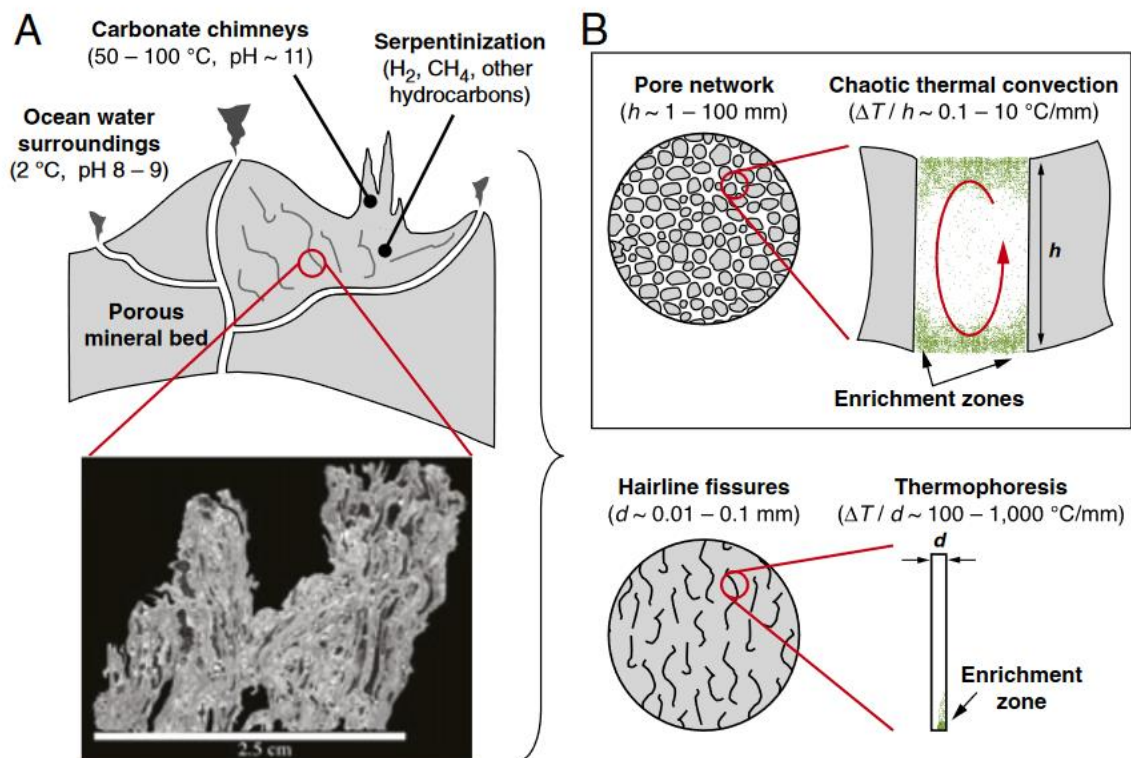 A
Carbonate chimneys
(50 – 100 °C, pH ~ 11)
Serpentinization
(H₂, CH₄, other
hydrocarbons)
Ocean water
surroundings
(2 °C, pH 8 – 9)
Porous
mineral bed
2.5 cm
B
Pore network
(h ~ 1 – 100 mm)
Chaotic thermal convection
(ΔT / h ~ 0.1 – 10 °C/mm)
h
Enrichment zones
Hairline fissures
(d ~ 0.01 – 0.1 mm)
Thermophoresis
(ΔT / d ~ 100 – 1,000 °C/mm)
d
Enrichment
zone